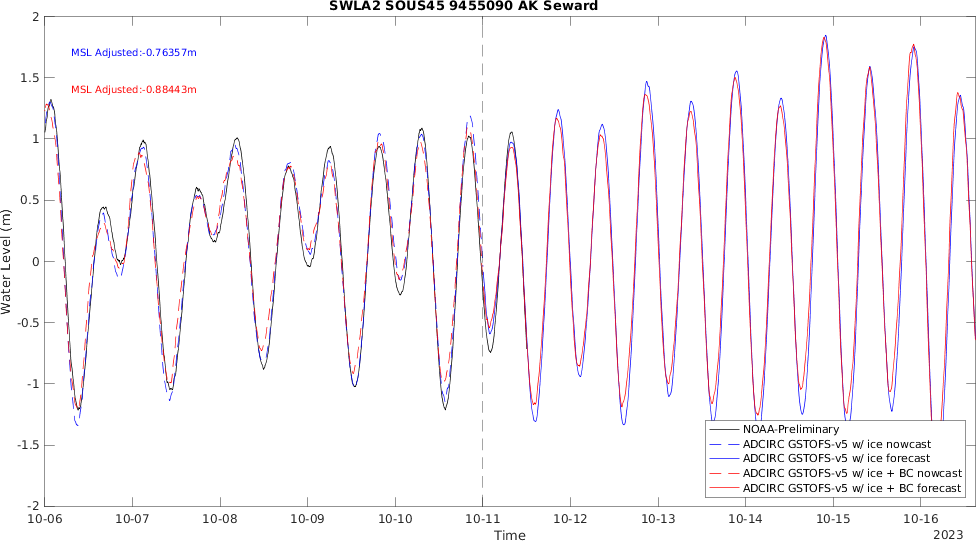 SWLA2 SOUS45 9455090 AK Seward
MSL Adjusted:-0.76357m
MSL Adjusted:-0.88443m
Water Level (m)
2
1.5
1
0.5
0
-0.5
-1
-1.5
-2
NOAA-Preliminary
ADCIRC GSTOFS-v5 w/ ice nowcast
ADCIRC GSTOFS-v5 w/ ice forecast
ADCIRC GSTOFS-v5 w/ ice + BC nowcast
ADCIRC GSTOFS-v5 w/ ice + BC forecast
10-06 10-07 10-08 10-09 10-10 10-11 10-12 10-13 10-14 10-15 10-16
Time
2023